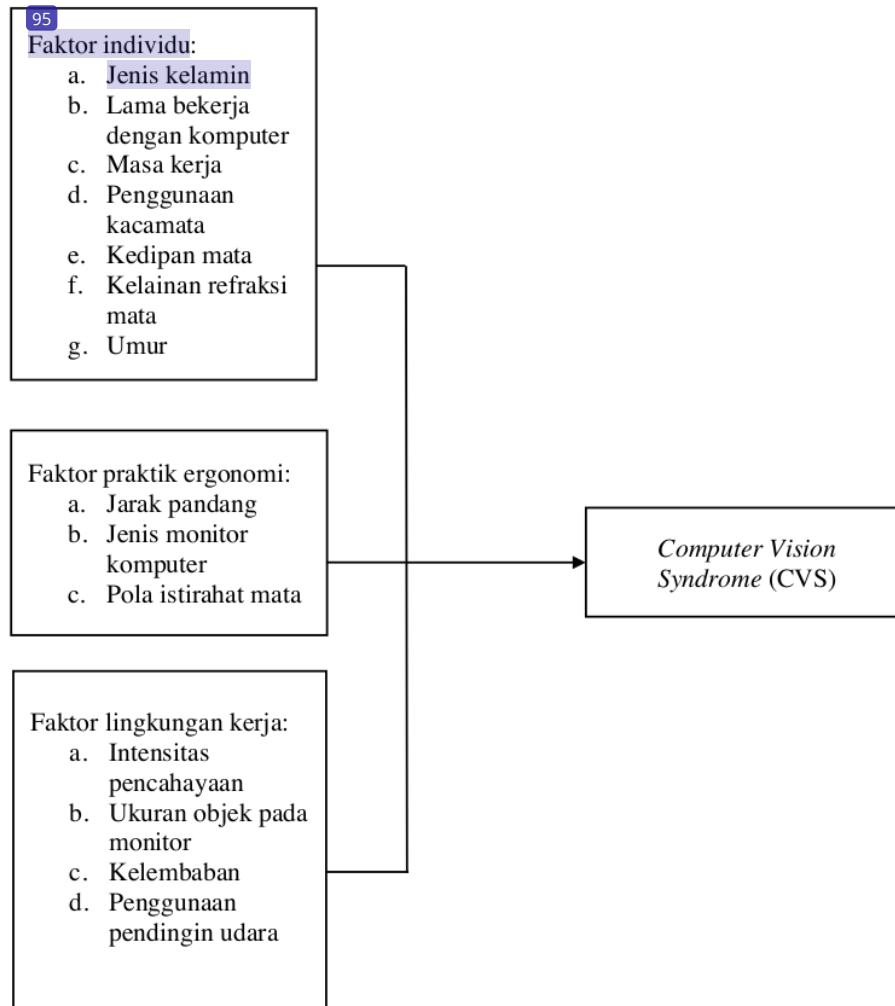 95
Faktor individu:
a. Jenis kelamin
b. Lama bekerja
dengan komputer
c. Masa kerja
d. Penggunaan
kacamata
e. Kedipan mata
f. Kelainan refraksi
mata
g. Umur
Faktor praktik ergonomi:
a. Jarak pandang
b. Jenis monitor
komputer
c. Pola istirahat mata
Computer Vision
Syndrome (CVS)
Faktor lingkungan kerja:
a. Intensitas
pencahayaan
b. Ukuran objek pada
monitor
c. Kelembaban
d. Penggunaan
pendingin udara